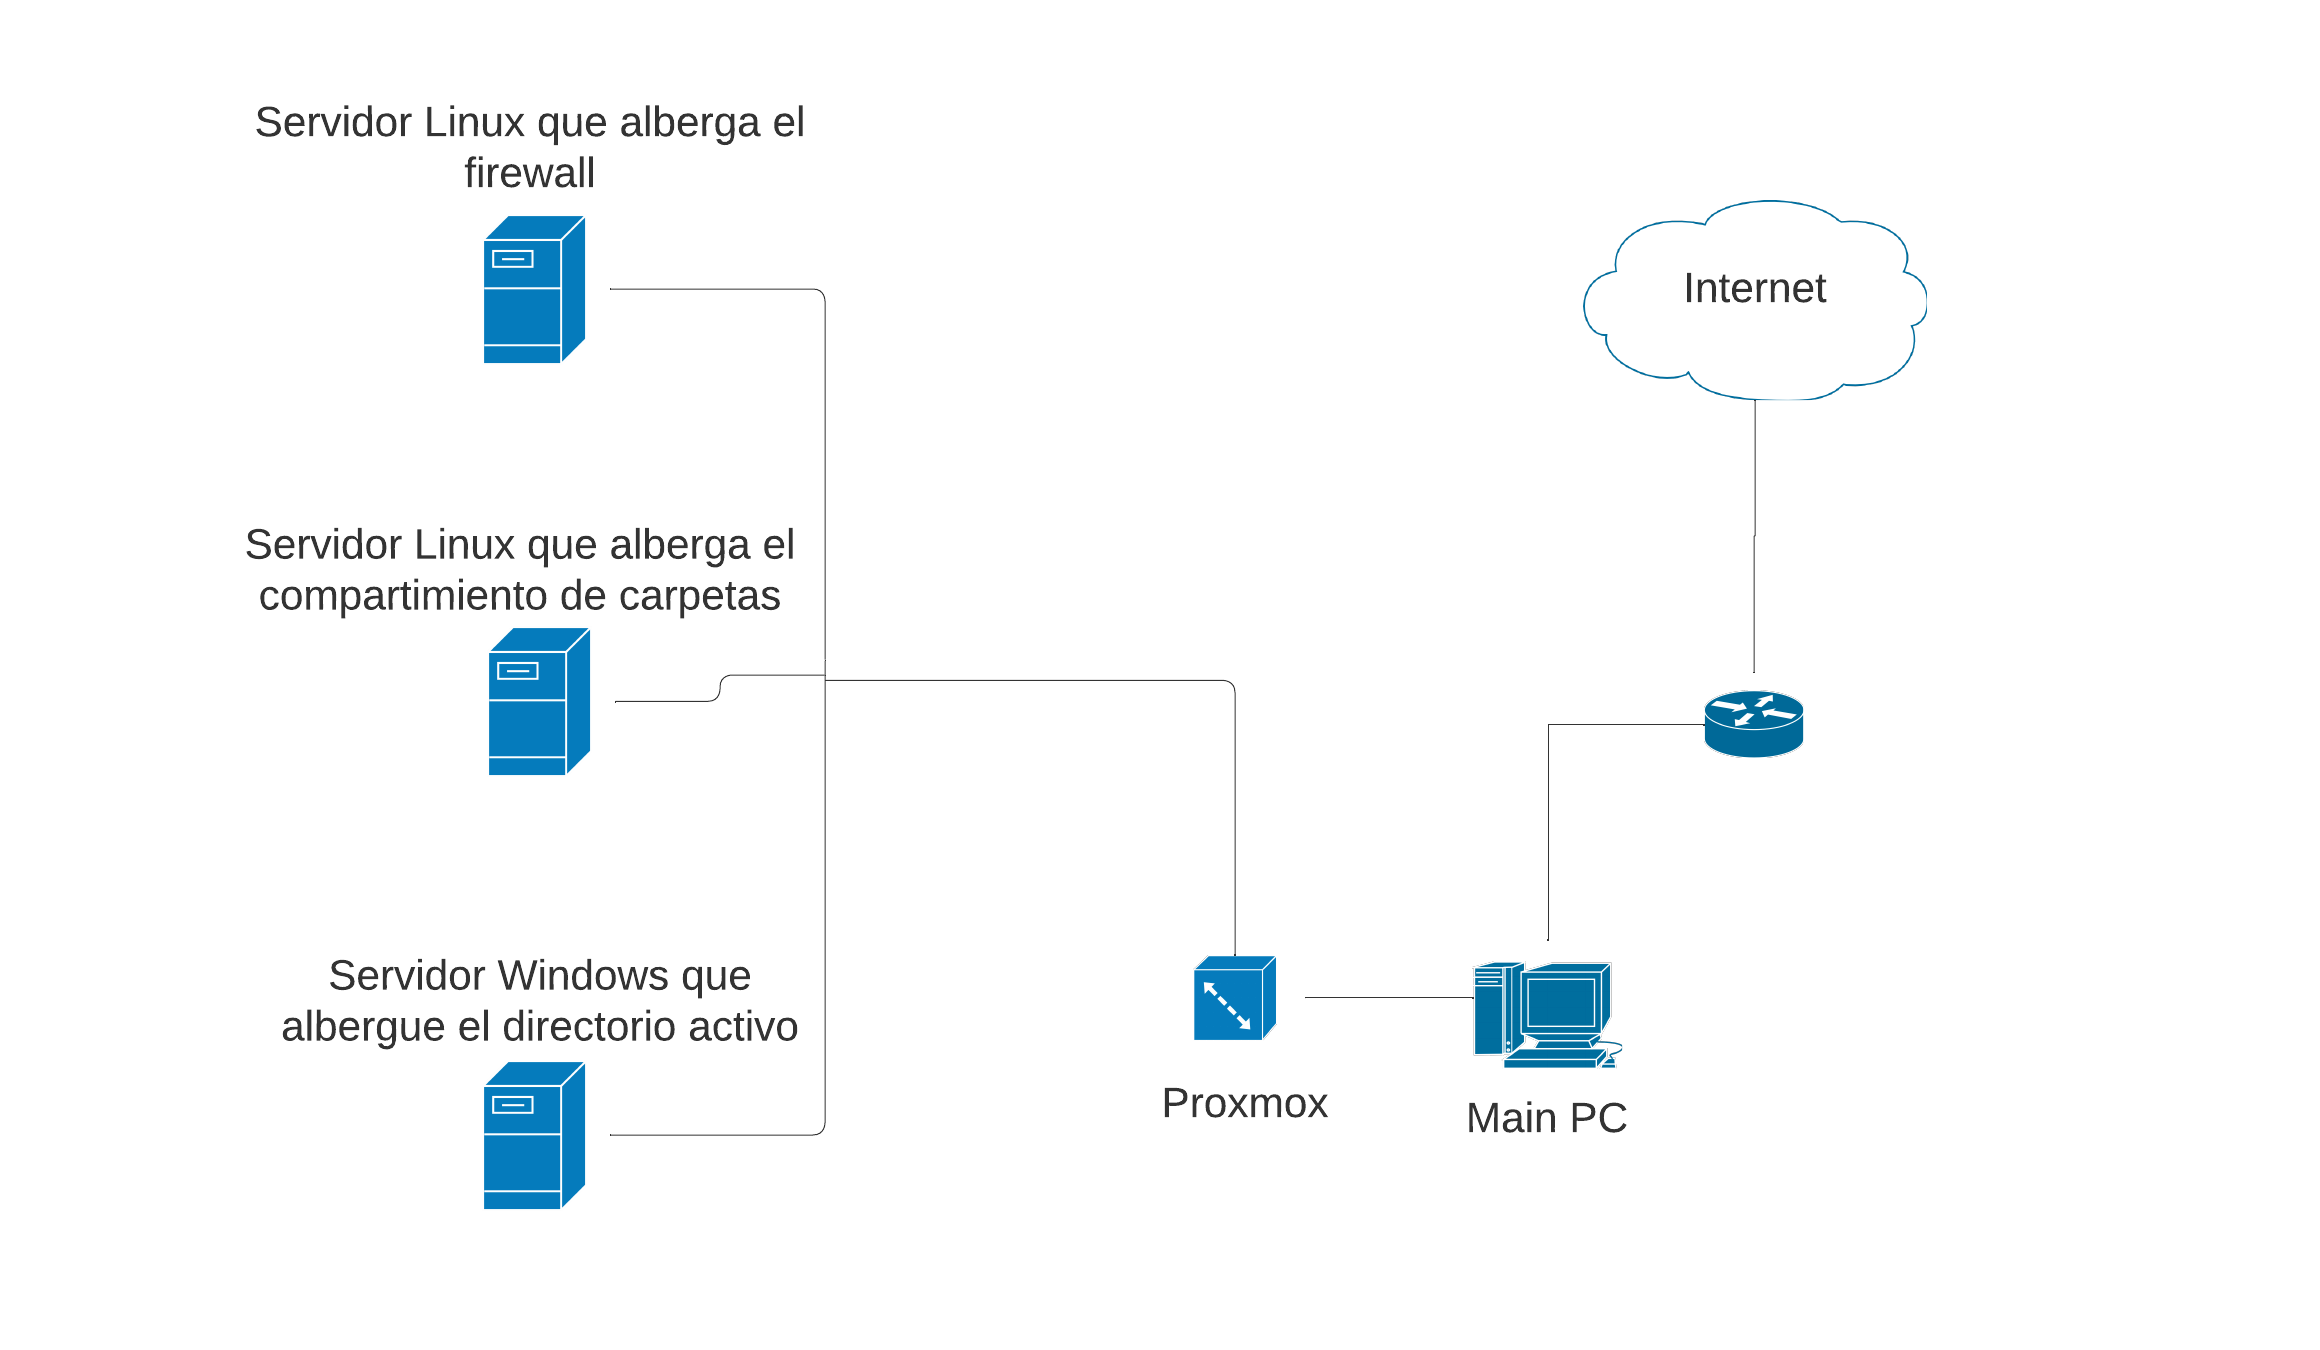 Servidor Linux que alberga el
firewall
Internet
Servidor Linux que alberga el
compartimiento de carpetas
Servidor Windows que
albergue el directorio activo
Proxmox
Main PC